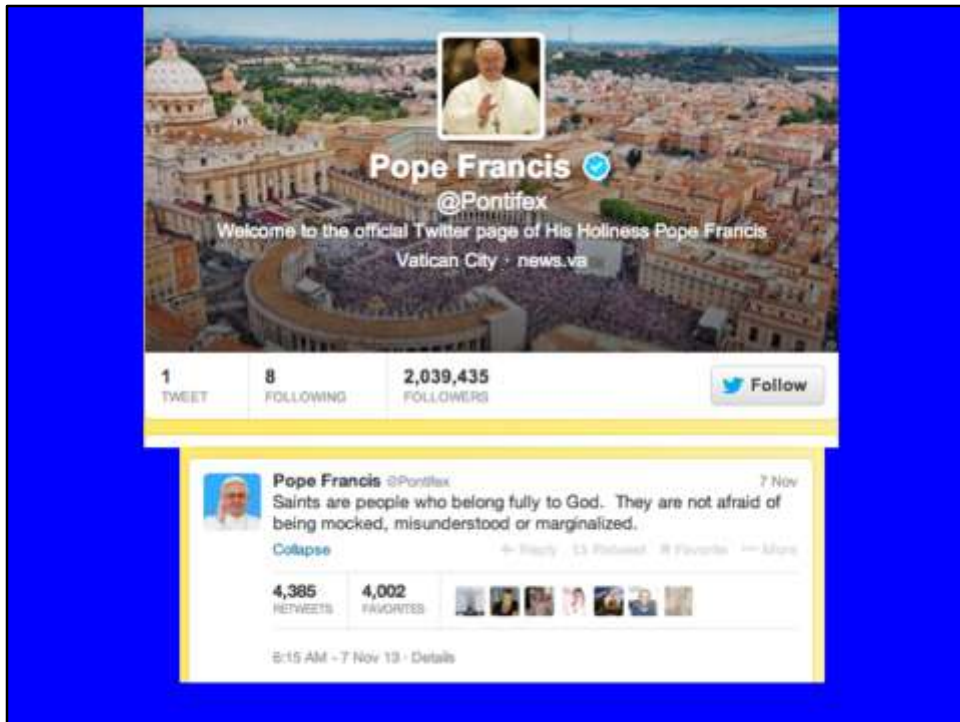 Pope Francis
@Pontifex
Welcome to the official Twitter page of His Holiness Pope Francis
Vatican City · news.va
1 8 2,039,435 Follow
TWEET FOLLOWING FOLLOWERS
Pope Francis @Pontifex 7 Nov
Saints are people who belong fully to God. They are not afraid of
being mocked, misunderstood or marginalized.
Collapse Reply Retweet Favorite More
4,385 4,002
RETWEETS FAVORITES
6:15 AM - 7 Nov 13 · Details